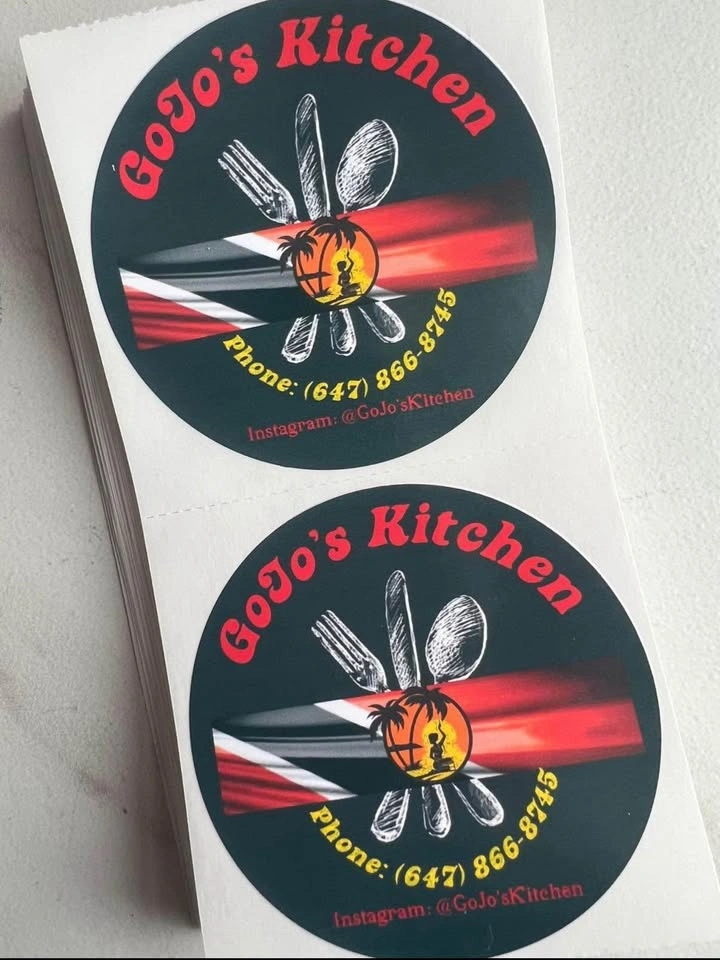 GoJo's Kitchen
Phone: (647) 866-8745
Instagram: @GoJo'sKitchen
GoJo's Kitchen
Phone: (647) 866-8745
Instagram: @GoJo'sKitchen